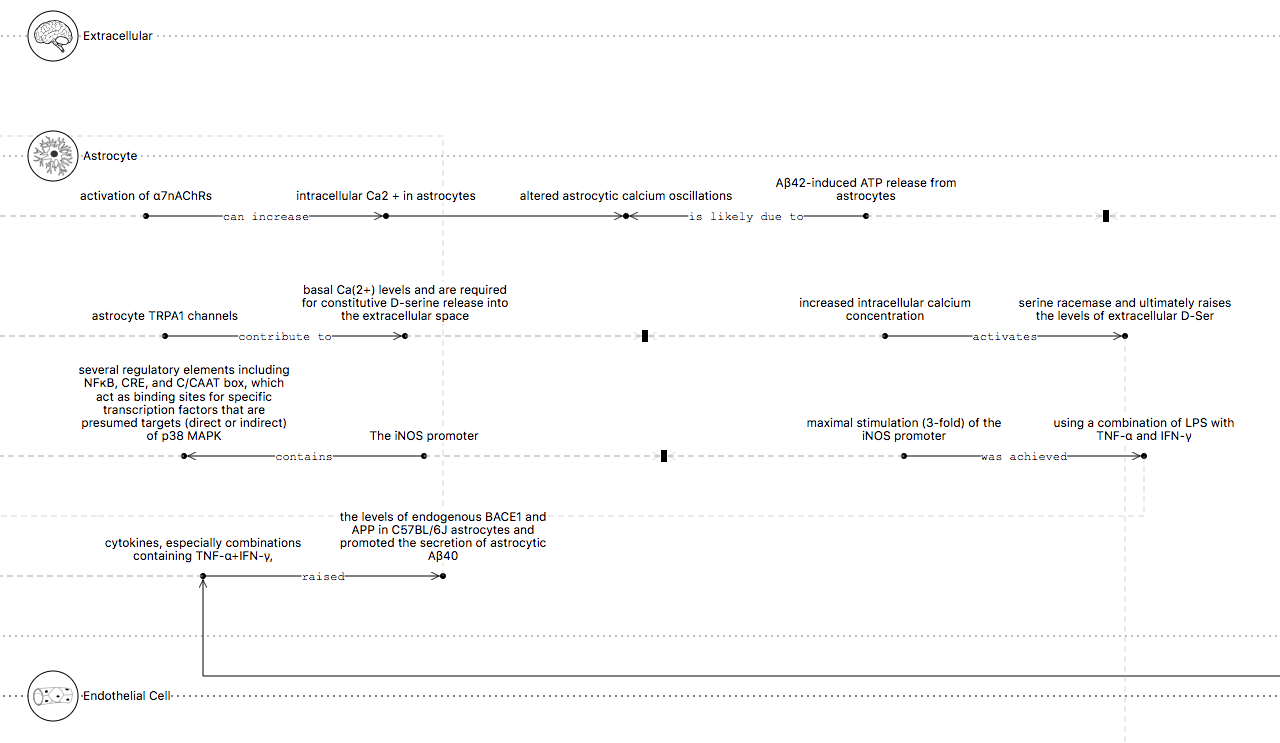 Extracellular
Astrocyte
activation of α7nAChRs
intracellular Ca2 + in astrocytes
altered astrocytic calcium oscillations
Aβ42-induced ATP release from
astrocytes
can increase
is likely due to
astrocyte TRPA1 channels
basal Ca(2+) levels and are required
for constitutive D-serine release into
the extracellular space
increased intracellular calcium
concentration
serine racemase and ultimately raises
the levels of extracellular D-Ser
contribute to
activates
several regulatory elements including
NFκB, CRE, and C/CAAT box, which
act as binding sites for specific
transcription factors that are
presumed targets (direct or indirect)
of p38 MAPK
The iNOS promoter
maximal stimulation (3-fold) of the
iNOS promoter
using a combination of LPS with
TNF-α and IFN-γ
contains
was achieved
cytokines, especially combinations
containing TNF-α+IFN-γ,
the levels of endogenous BACE1 and
APP in C57BL/6J astrocytes and
promoted the secretion of astrocytic
Aβ40
raised
Endothelial Cell